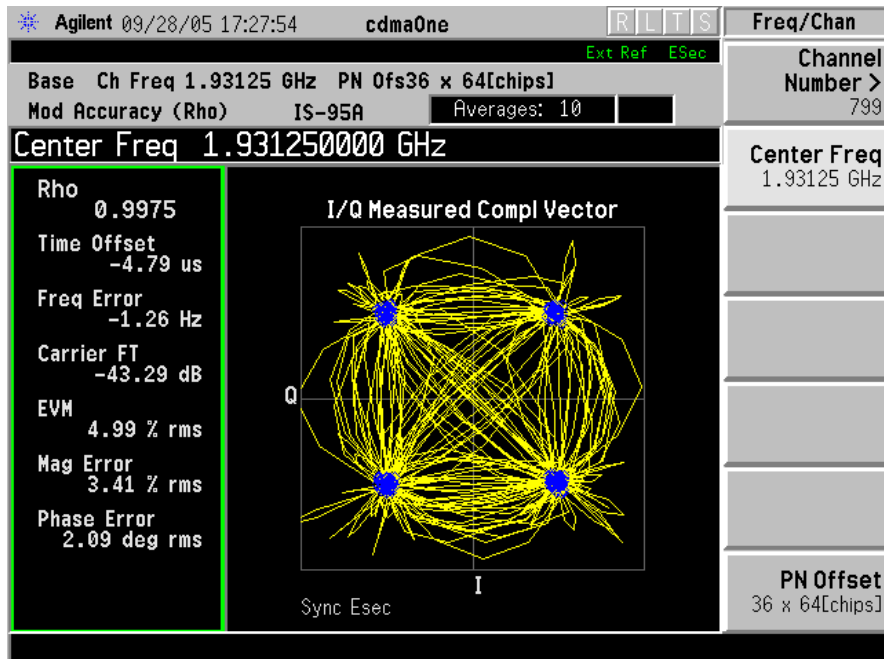 Agilent 09/28/05 17:27:54 cdmaOne R L T S Freq/Chan
Ext Ref ESec
Base Ch Freq 1.93125 GHz PN Ofs36 x 64[chips]
Mod Accuracy (Rho) IS-95A Averages: 10
Center Freq 1.931250000 GHz
Rho
0.9975
Time Offset
-4.79 us
Freq Error
-1.26 Hz
Carrier FT
-43.29 dB
EVM
4.99 % rms
Mag Error
3.41 % rms
Phase Error
2.09 deg rms
I/Q Measured Compl Vector
Q
I
Sync Esec
Channel
Number >
799
Center Freq
1.93125 GHz
PN Offset
36 x 64[chips]